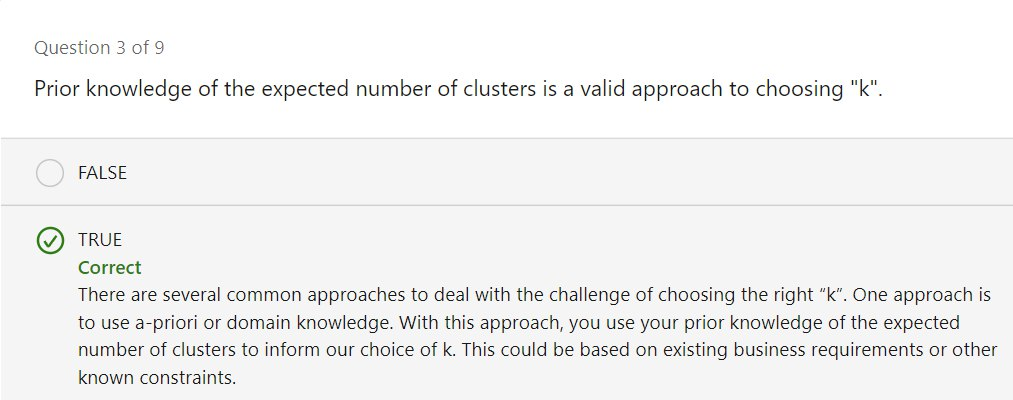 Question 3 of 9
Prior knowledge of the expected number of clusters is a valid approach to choosing "k".
FALSE
TRUE
Correct
There are several common approaches to deal with the challenge of choosing the right “k”. One approach is
to use a-priori or domain knowledge. With this approach, you use your prior knowledge of the expected
number of clusters to inform our choice of k. This could be based on existing business requirements or other
known constraints.